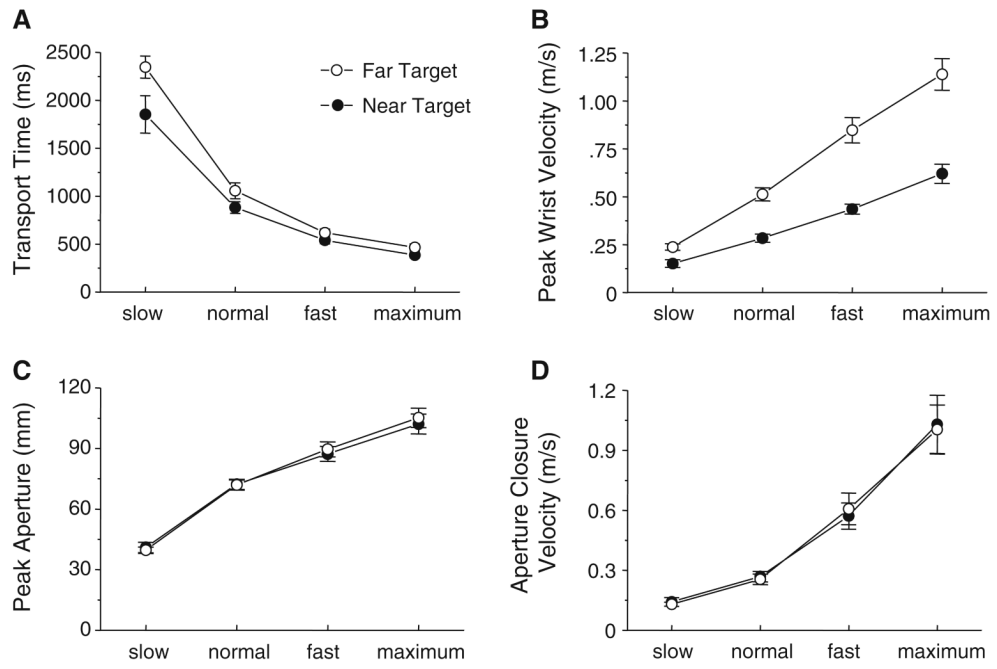 A
Transport Time (ms)
2500
2000
1500
1000
500
0
slow normal fast maximum
Far Target
Near Target
B
Peak Wrist Velocity (m/s)
1.25
1.00
.75
.50
.25
0
slow normal fast maximum
C
Peak Aperture (mm)
120
90
60
30
0
slow normal fast maximum
D
Aperture Closure
Velocity (m/s)
1.2
0.9
0.6
0.3
0
slow normal fast maximum